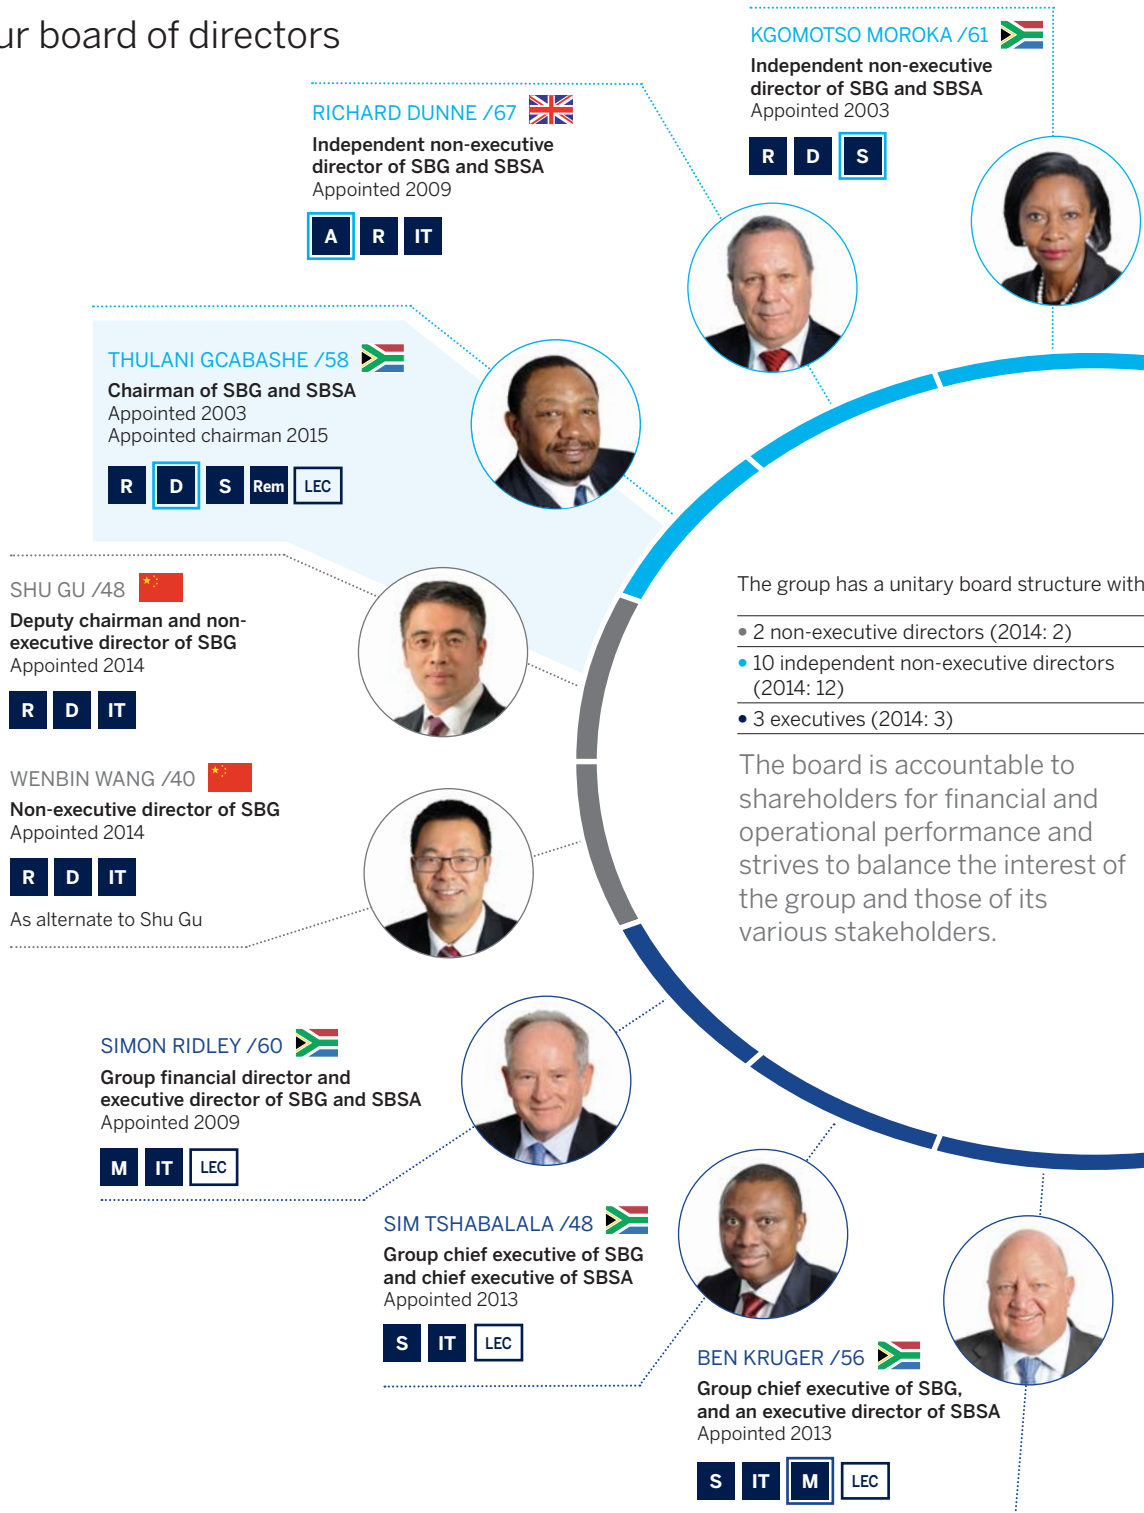 ur board of directors
KGOMOTSO MOROKA /61
Independent non-executive
director of SBG and SBSA
Appointed 2003
R D S
RICHARD DUNNE /67
Independent non-executive
director of SBG and SBSA
Appointed 2009
A R IT
THULANI GCABASHE /58
Chairman of SBG and SBSA
Appointed 2003
Appointed chairman 2015
R D S Rem LEC
SHU GU /48
Deputy chairman and non-
executive director of SBG
Appointed 2014
R D IT
WENBIN WANG /40
Non-executive director of SBG
Appointed 2014
R D IT
As alternate to Shu Gu
The group has a unitary board structure with
• 2 non-executive directors (2014: 2)
• 10 independent non-executive directors
(2014: 12)
• 3 executives (2014: 3)
The board is accountable to
shareholders for financial and
operational performance and
strives to balance the interest of
the group and those of its
various stakeholders.
SIMON RIDLEY /60
Group financial director and
executive director of SBG and SBSA
Appointed 2009
M IT LEC
SIM TSHABALALA /48
Group chief executive of SBG
and chief executive of SBSA
Appointed 2013
S IT LEC
BEN KRUGER /56
Group chief executive of SBG,
and an executive director of SBSA
Appointed 2013
S IT M LEC